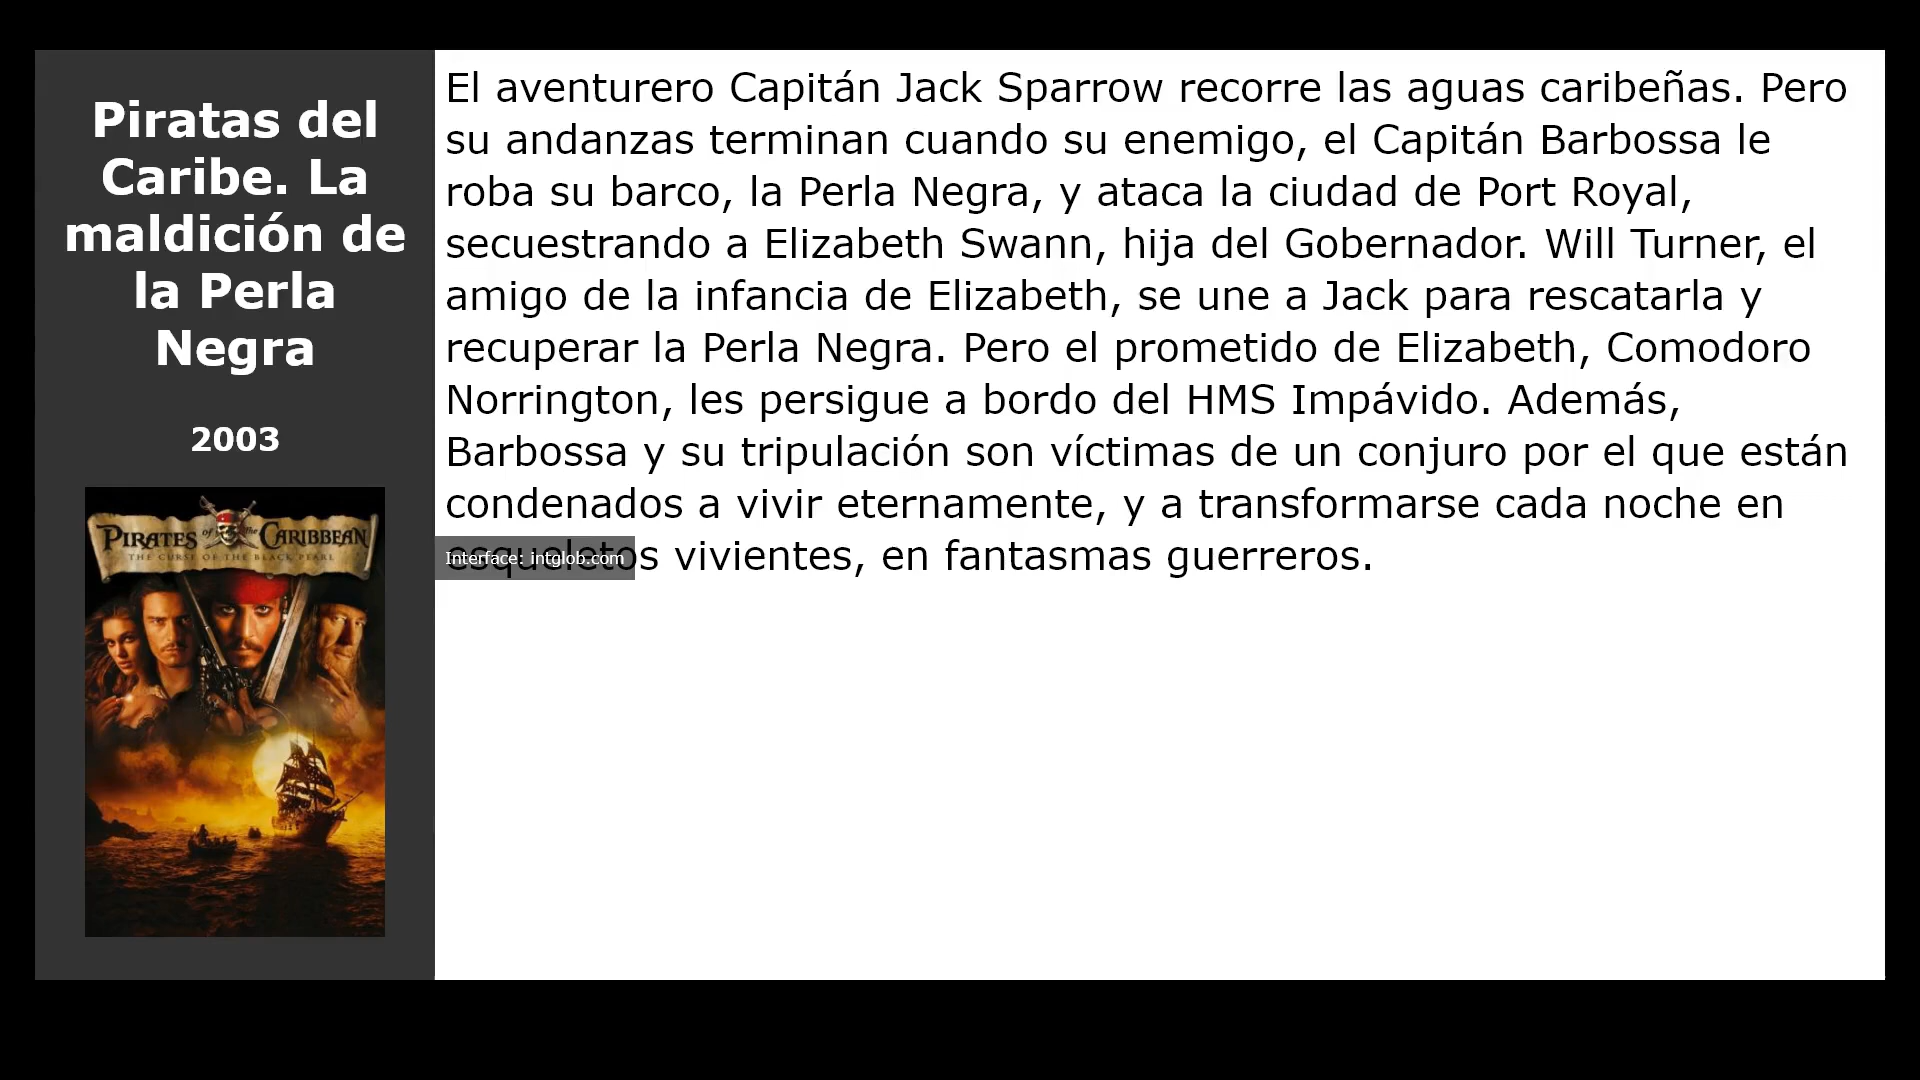 Piratas del
Caribe. La
maldición de
la Perla
Negra
2003
PIRATES of the CARIBBEAN
THE CURSE OF THE BLACK PEARL
El aventurero Capitán Jack Sparrow recorre las aguas caribeñas. Pero
su andanzas terminan cuando su enemigo, el Capitán Barbossa le
roba su barco, la Perla Negra, y ataca la ciudad de Port Royal,
secuestrando a Elizabeth Swann, hija del Gobernador. Will Turner, el
amigo de la infancia de Elizabeth, se une a Jack para rescatarla y
recuperar la Perla Negra. Pero el prometido de Elizabeth, Comodoro
Norrington, les persigue a bordo del HMS Impávido. Además,
Barbossa y su tripulación son víctimas de un conjuro por el que están
condenados a vivir eternamente, y a transformarse cada noche en
esqueletos vivientes, en fantasmas guerreros.
Interface: intglob.com